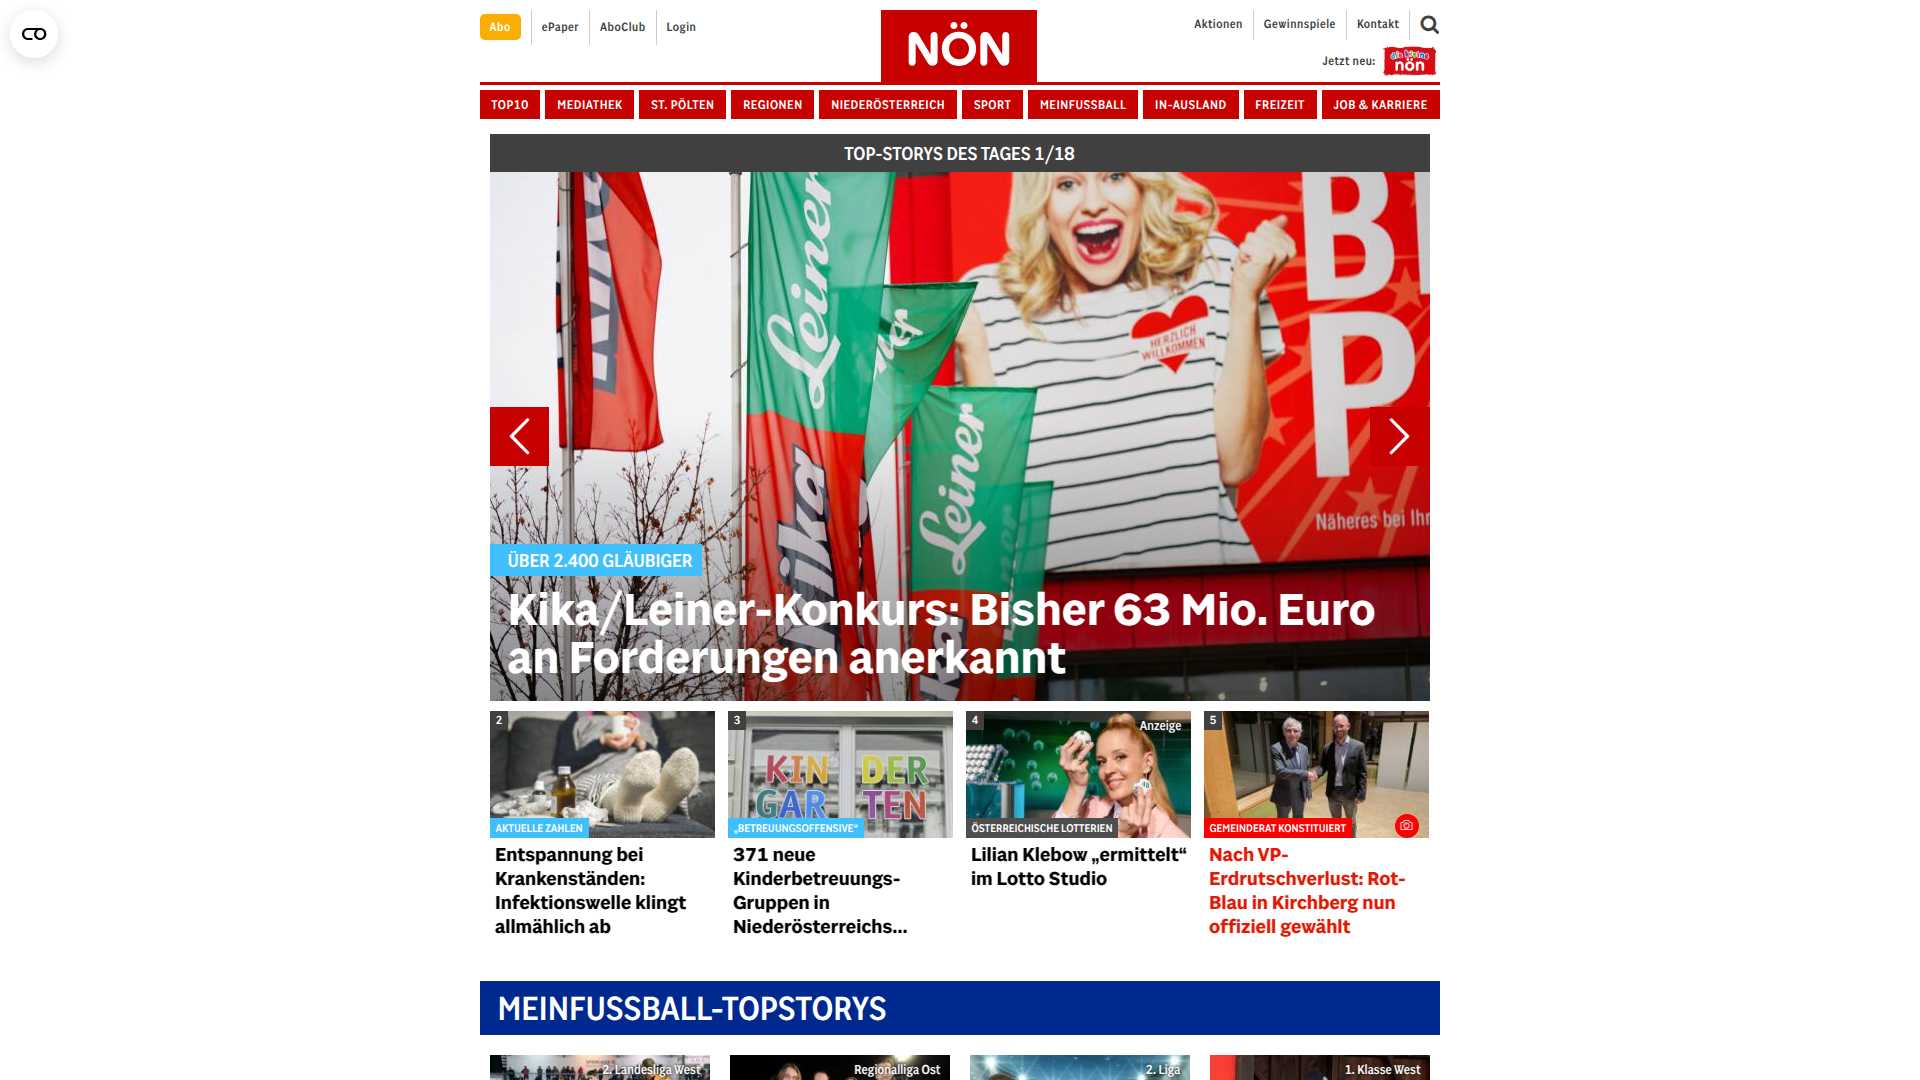 Abo
ePaper
AboClub
Login
NÖN
Aktionen
Gewinnspiele
Kontakt
Jetzt neu:
die kleine
nön
TOP10
MEDIATHEK
ST. PÖLTEN
REGIONEN
NIEDERÖSTERREICH
SPORT
MEINFUSSBALL
IN-AUSLAND
FREIZEIT
JOB & KARRIERE
TOP-STORYS DES TAGES 1/18
Leiner
Leiner
kika
HERZLICH
WILLKOMMEN
Näheres bei Ihr
ÜBER 2.400 GLÄUBIGER
Kika/Leiner-Konkurs: Bisher 63 Mio. Euro
an Forderungen anerkannt
2
AKTUELLE ZAHLEN
Entspannung bei
Krankenständen:
Infektionswelle klingt
allmählich ab
3
KIN DER
GAR TEN
„BETREUUNGSOFFENSIVE“
371 neue
Kinderbetreuungs-
Gruppen in
Niederösterreichs...
4
Anzeige
ÖSTERREICHISCHE LOTTERIEN
Lilian Klebow „ermittelt“
im Lotto Studio
5
GEMEINDERAT KONSTITUIERT
Nach VP-
Erdrutschverlust: Rot-
Blau in Kirchberg nun
offiziell gewählt
MEINFUSSBALL-TOPSTORYS
2. Landesliga West
Regionalliga Ost
2. Liga
1. Klasse West